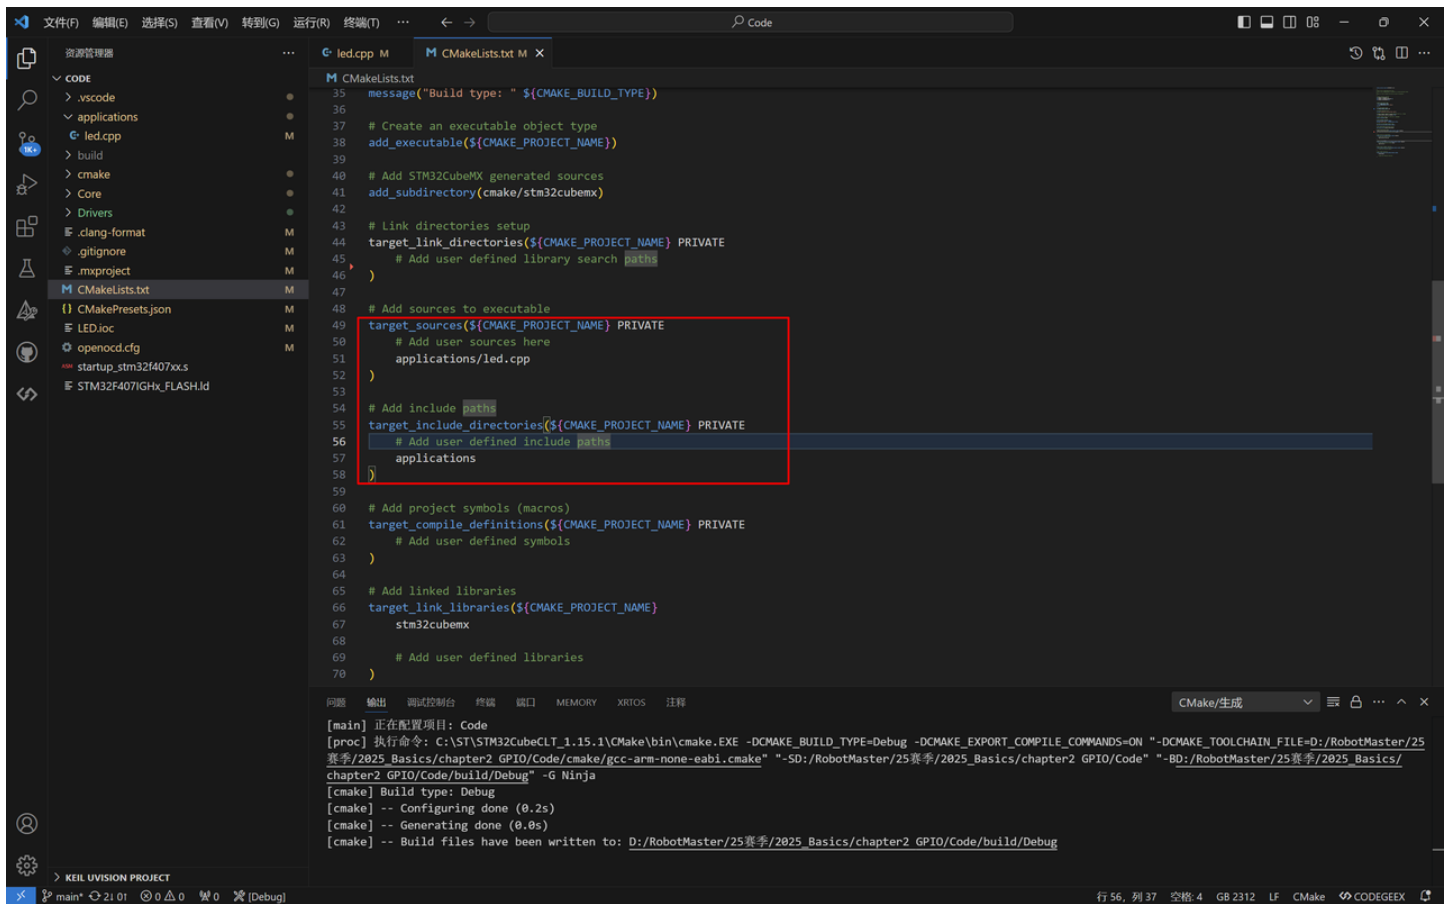 文件(F) 编辑(E) 选择(S) 查看(V) 转到(G) 运行(R) 终端(T) ··· ← → Code
资源管理器 ···
CODE
.vscode
applications
led.cpp M
build
cmake
Core
Drivers
.clang-format M
.gitignore M
.mxproject M
CMakeLists.txt M
CMakePresets.json M
LED.ioc M
openocd.cfg M
startup_stm32f407xx.s
STM32F407IGHx_FLASH.ld
1K+
KEIL UVISION PROJECT
led.cpp M CMakeLists.txt M
CMakeLists.txt
35 message("Build type: " ${CMAKE_BUILD_TYPE})
36
37 # Create an executable object type
38 add_executable(${CMAKE_PROJECT_NAME})
39
40 # Add STM32CubeMX generated sources
41 add_subdirectory(cmake/stm32cubemx)
42
43 # Link directories setup
44 target_link_directories(${CMAKE_PROJECT_NAME} PRIVATE
45 # Add user defined library search paths
46 )
47
48 # Add sources to executable
49 target_sources(${CMAKE_PROJECT_NAME} PRIVATE
50 # Add user sources here
51 applications/led.cpp
52 )
53
54 # Add include paths
55 target_include_directories(${CMAKE_PROJECT_NAME} PRIVATE
56 # Add user defined include paths
57 applications
58 )
59
60 # Add project symbols (macros)
61 target_compile_definitions(${CMAKE_PROJECT_NAME} PRIVATE
62 # Add user defined symbols
63 )
64
65 # Add linked libraries
66 target_link_libraries(${CMAKE_PROJECT_NAME}
67 stm32cubemx
68
69 # Add user defined libraries
70 )
问题 输出 调试控制台 终端 端口 MEMORY XRTOS 注释 CMake/生成
[main] 正在配置项目: Code
[proc] 执行命令: C:\ST\STM32CubeCLT_1.15.1\CMake\bin\cmake.EXE -DCMAKE_BUILD_TYPE=Debug -DCMAKE_EXPORT_COMPILE_COMMANDS=ON "-DCMAKE_TOOLCHAIN_FILE=D:/RobotMaster/25
赛季/2025_Basics/chapter2 GPIO/Code/cmake/gcc-arm-none-eabi.cmake" "-SD:/RobotMaster/25赛季/2025_Basics/chapter2 GPIO/Code" "-BD:/RobotMaster/25赛季/2025_Basics/
chapter2 GPIO/Code/build/Debug" -G Ninja
[cmake] Build type: Debug
[cmake] -- Configuring done (0.2s)
[cmake] -- Generating done (0.0s)
[cmake] -- Build files have been written to: D:/RobotMaster/25赛季/2025_Basics/chapter2 GPIO/Code/build/Debug
main* 2↓ 0↑ 0 0 0 [Debug] 行 56，列 37 空格: 4 GB 2312 LF CMake CODEGEEX